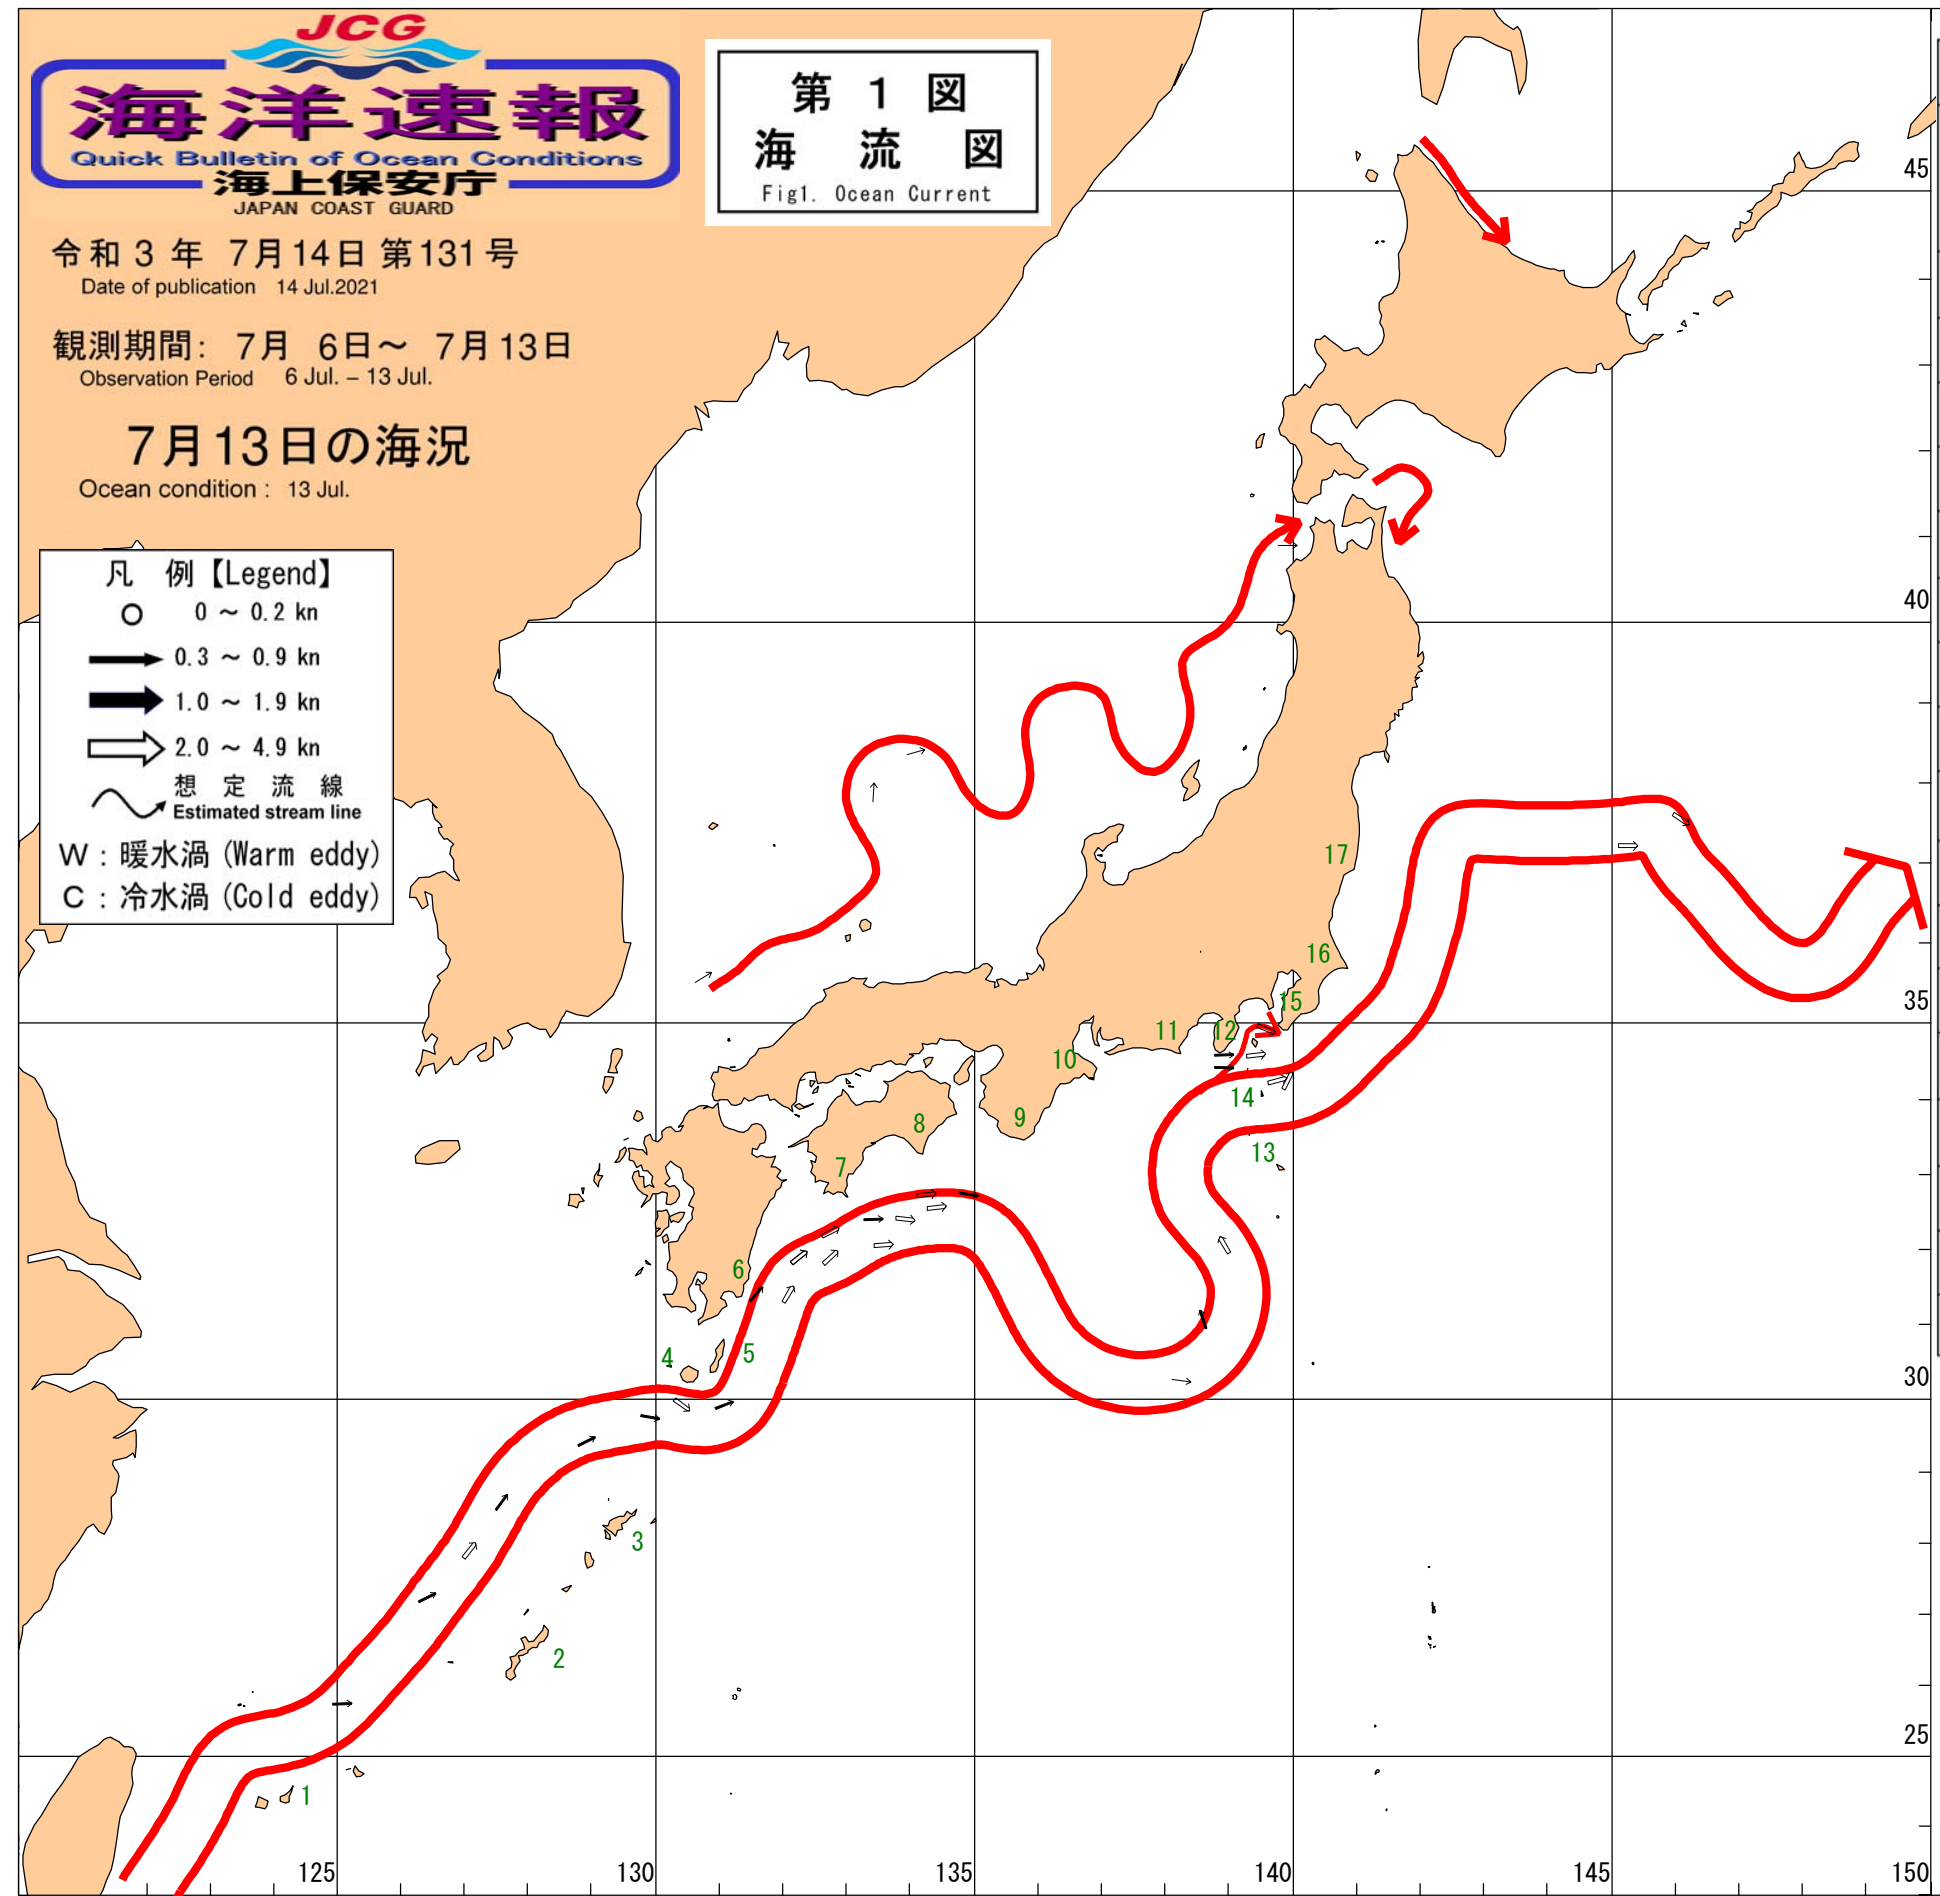 JCG
海洋速報
Quick Bulletin of Ocean Conditions
海上保安庁
JAPAN COAST GUARD
第 1 図
海 流 図
Fig1. Ocean Current
令和 3 年 7月14日 第131号
Date of publication 14 Jul.2021
観測期間: 7月 6日~ 7月13日
Observation Period 6 Jul. – 13 Jul.
7月13日の海況
Ocean condition : 13 Jul.
凡 例【Legend】
0 ~ 0.2 kn
0.3 ~ 0.9 kn
1.0 ~ 1.9 kn
2.0 ~ 4.9 kn
想 定 流 線
Estimated stream line
W : 暖水渦 (Warm eddy)
C : 冷水渦 (Cold eddy)
45
40
35
30
25
17
16
15
12
11
10
14
9
8
13
7
6
5
4
3
2
1
125
130
135
140
145
150